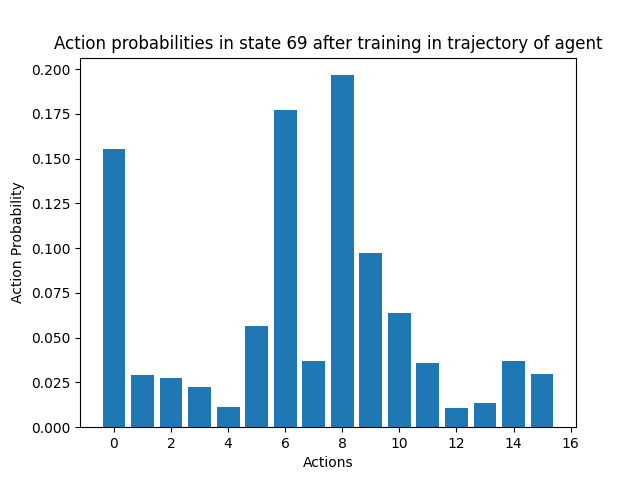 Action probabilities in state 69 after training in trajectory of agent
0.200
0.175
0.150
0.125
0.100
0.075
0.050
0.025
0.000
Action Probability
0 2 4 6 8 10 12 14 16
Actions